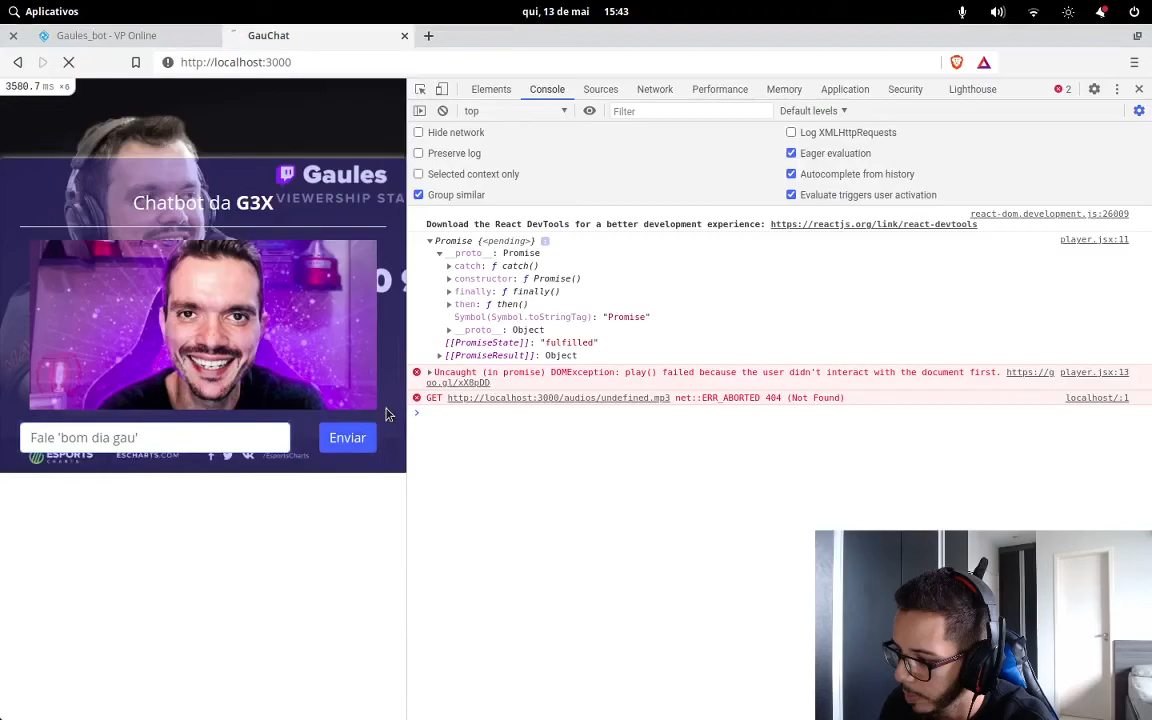 Aplicativos
qui, 13 de mai 15:43
Gaules_bot - VP Online
GauChat
http://localhost:3000
3580.7 ms ×6
Gaules
VIEWERSHIP STA
Chatbot da G3X
Fale 'bom dia gau'
Enviar
ESPORTS CHARTS
ESCHARTS.COM
/EsportsCharts
Elements
Console
Sources
Network
Performance
Memory
Application
Security
Lighthouse
2
top
Filter
Default levels
Hide network
Log XMLHttpRequests
Preserve log
Eager evaluation
Selected context only
Autocomplete from history
Group similar
Evaluate triggers user activation
react-dom.development.js:26009
Download the React DevTools for a better development experience: https://reactjs.org/link/react-devtools
Promise {<pending>} i
player.jsx:11
__proto__: Promise
catch: ƒ catch()
constructor: ƒ Promise()
finally: ƒ finally()
then: ƒ then()
Symbol(Symbol.toStringTag): "Promise"
__proto__: Object
[[PromiseState]]: "fulfilled"
[[PromiseResult]]: Object
Uncaught (in promise) DOMException: play() failed because the user didn't interact with the document first. https://g player.jsx:13
oo.gl/xX8pDD
GET http://localhost:3000/audios/undefined.mp3 net::ERR_ABORTED 404 (Not Found)
localhost/:1